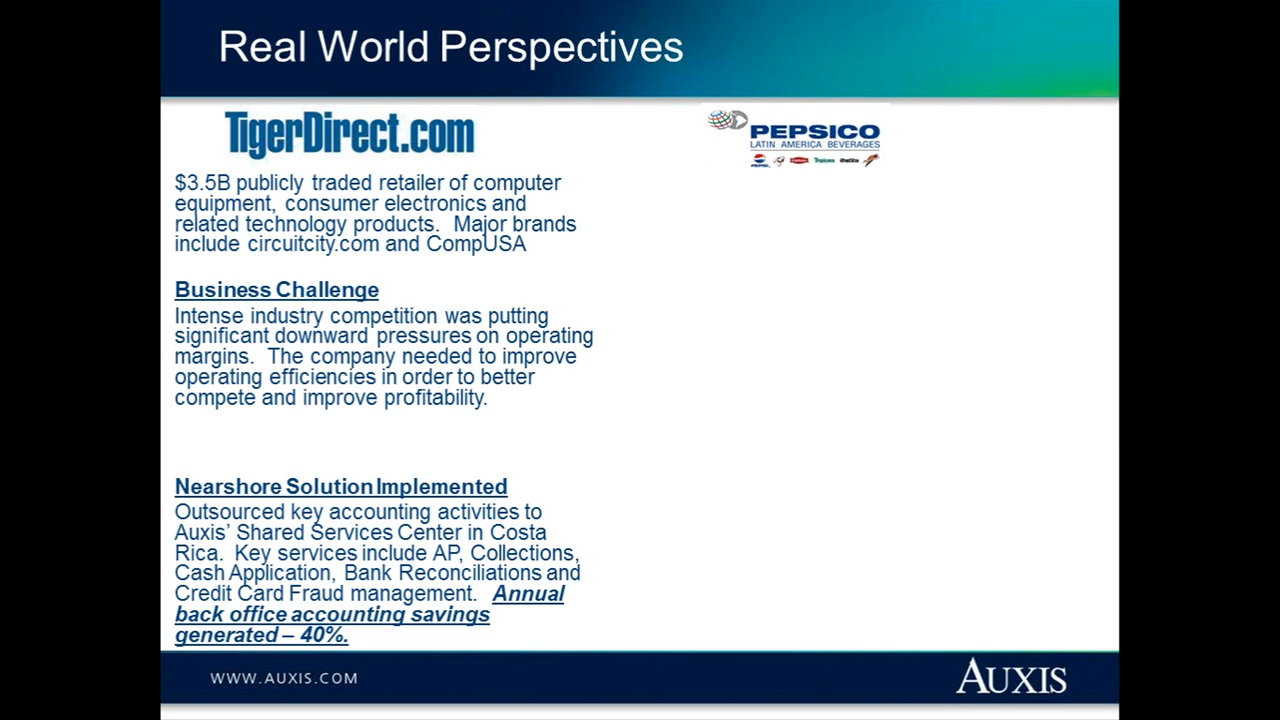 Real World Perspectives
TigerDirect.com
PEPSICO
LATIN AMERICA BEVERAGES
PEPSI
Tropicana
$3.5B publicly traded retailer of computer
equipment, consumer electronics and
related technology products. Major brands
include circuitcity.com and CompUSA
Business Challenge
Intense industry competition was putting
significant downward pressures on operating
margins. The company needed to improve
operating efficiencies in order to better
compete and improve profitability.
Nearshore Solution Implemented
Outsourced key accounting activities to
Auxis’ Shared Services Center in Costa
Rica. Key services include AP, Collections,
Cash Application, Bank Reconciliations and
Credit Card Fraud management. Annual
back office accounting savings
generated – 40%.
WWW.AUXIS.COM
AUXIS